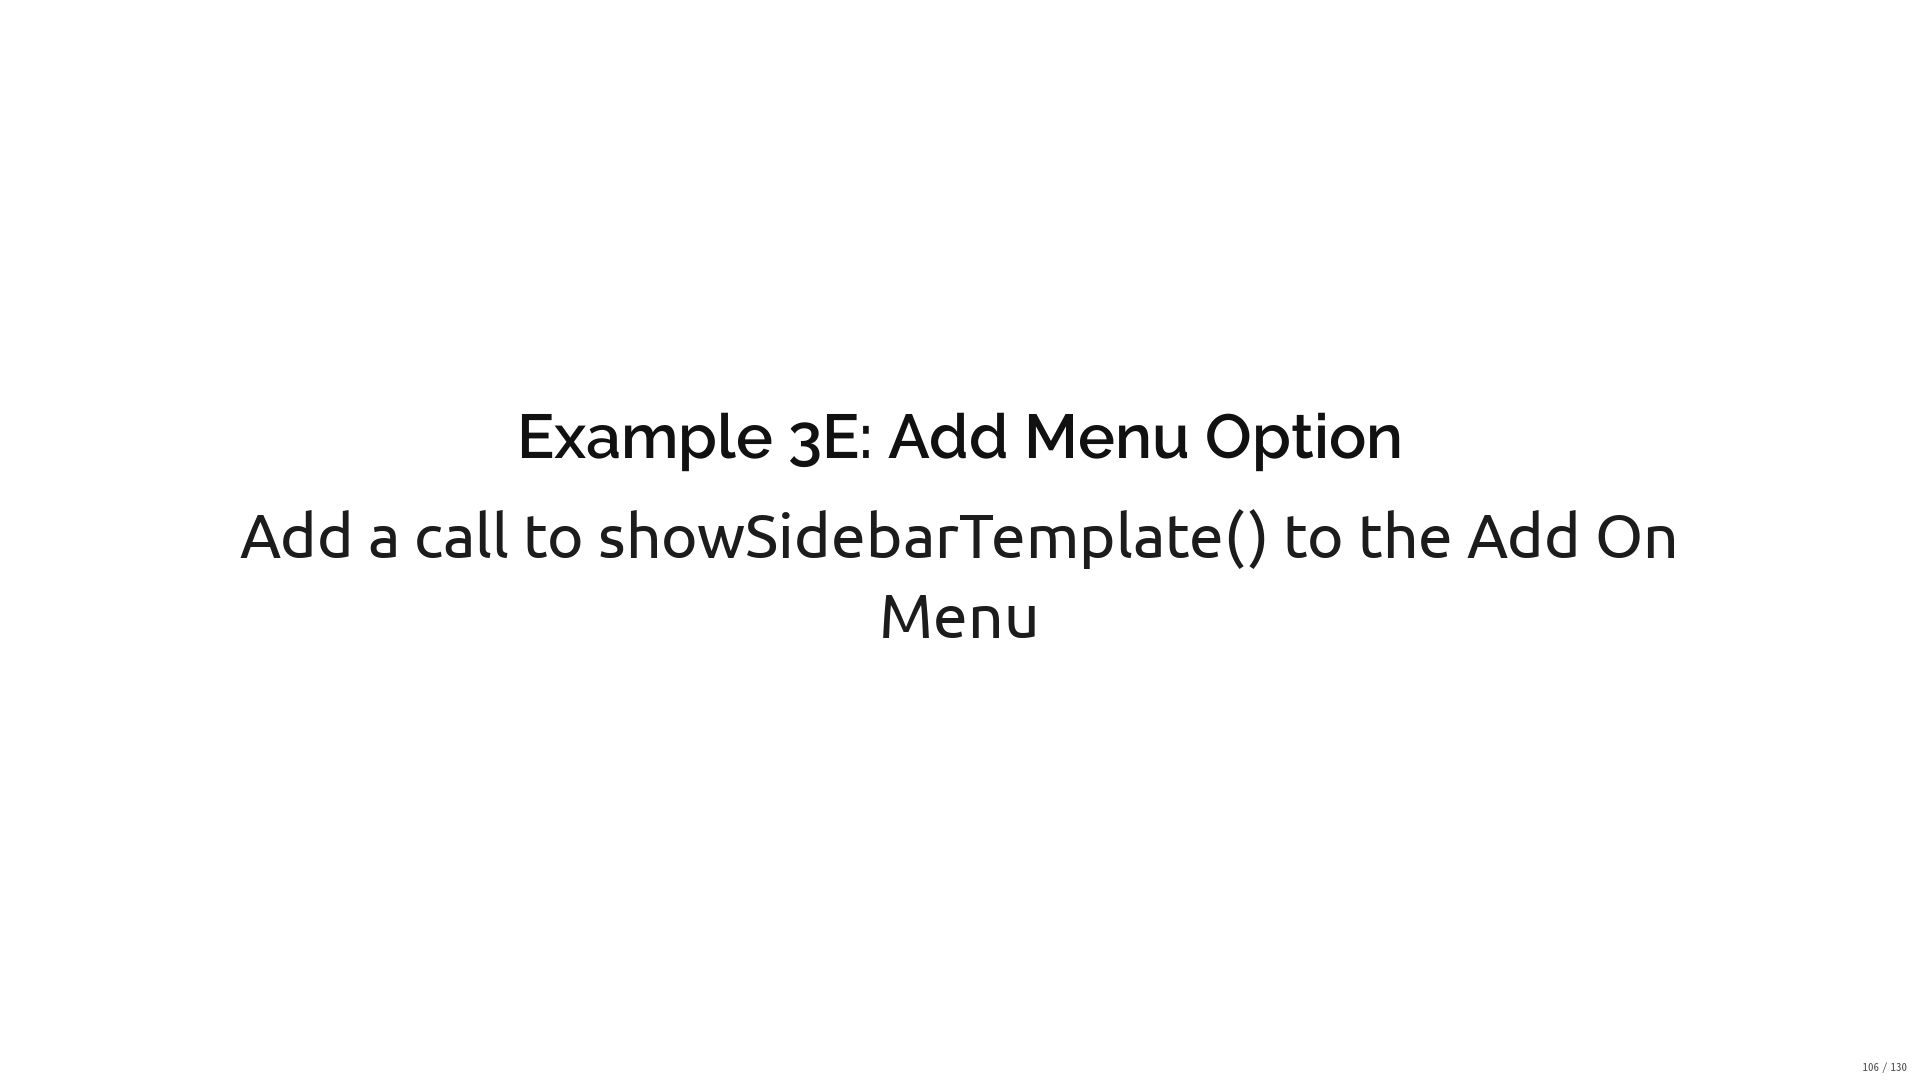 Example 3E: Add Menu Option
Add a call to showSidebarTemplate() to the Add On
Menu
106 / 130